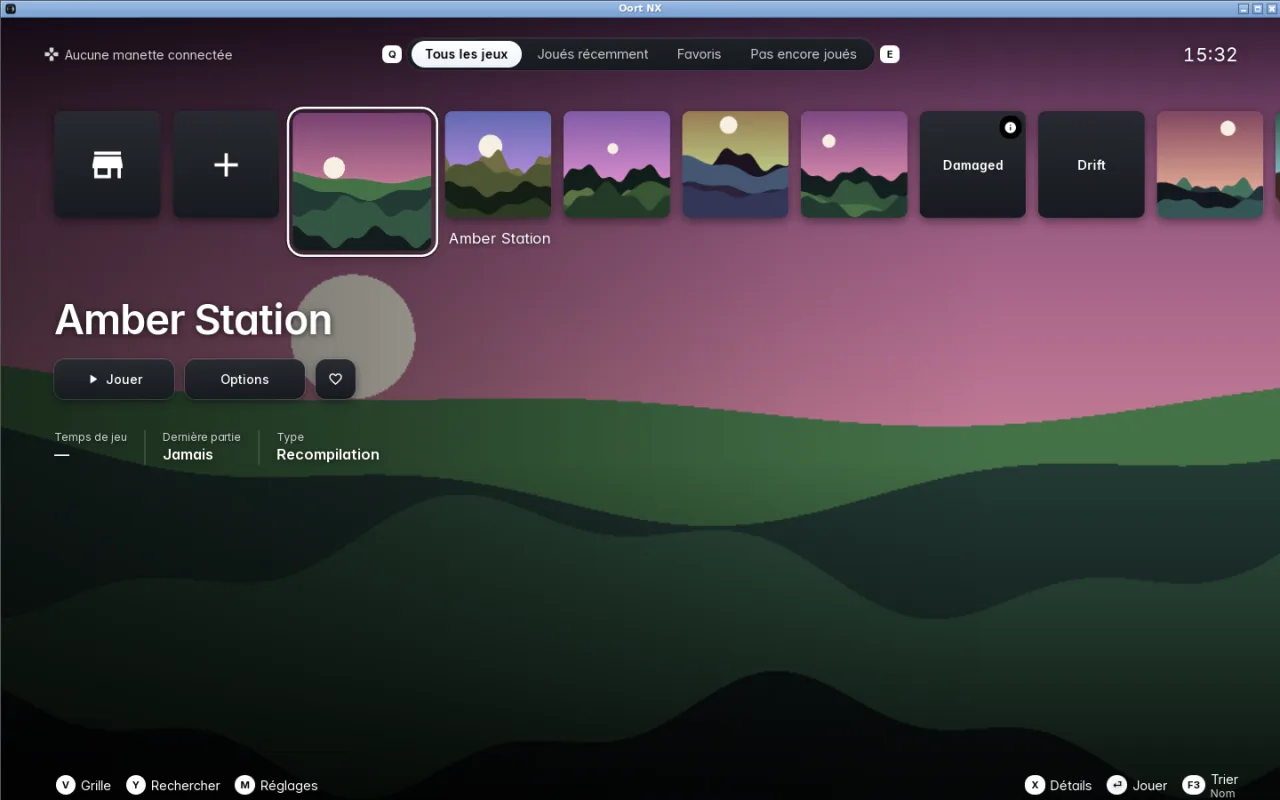 Oort NX
Aucune manette connectée
Q
Tous les jeux
Joués récemment
Favoris
Pas encore joués
E
15:32
Damaged
Drift
Amber Station
Amber Station
Jouer
Options
Temps de jeu
—
Dernière partie
Jamais
Type
Recompilation
V Grille
Y Rechercher
M Réglages
X Détails
Jouer
F3 Trier
Nom